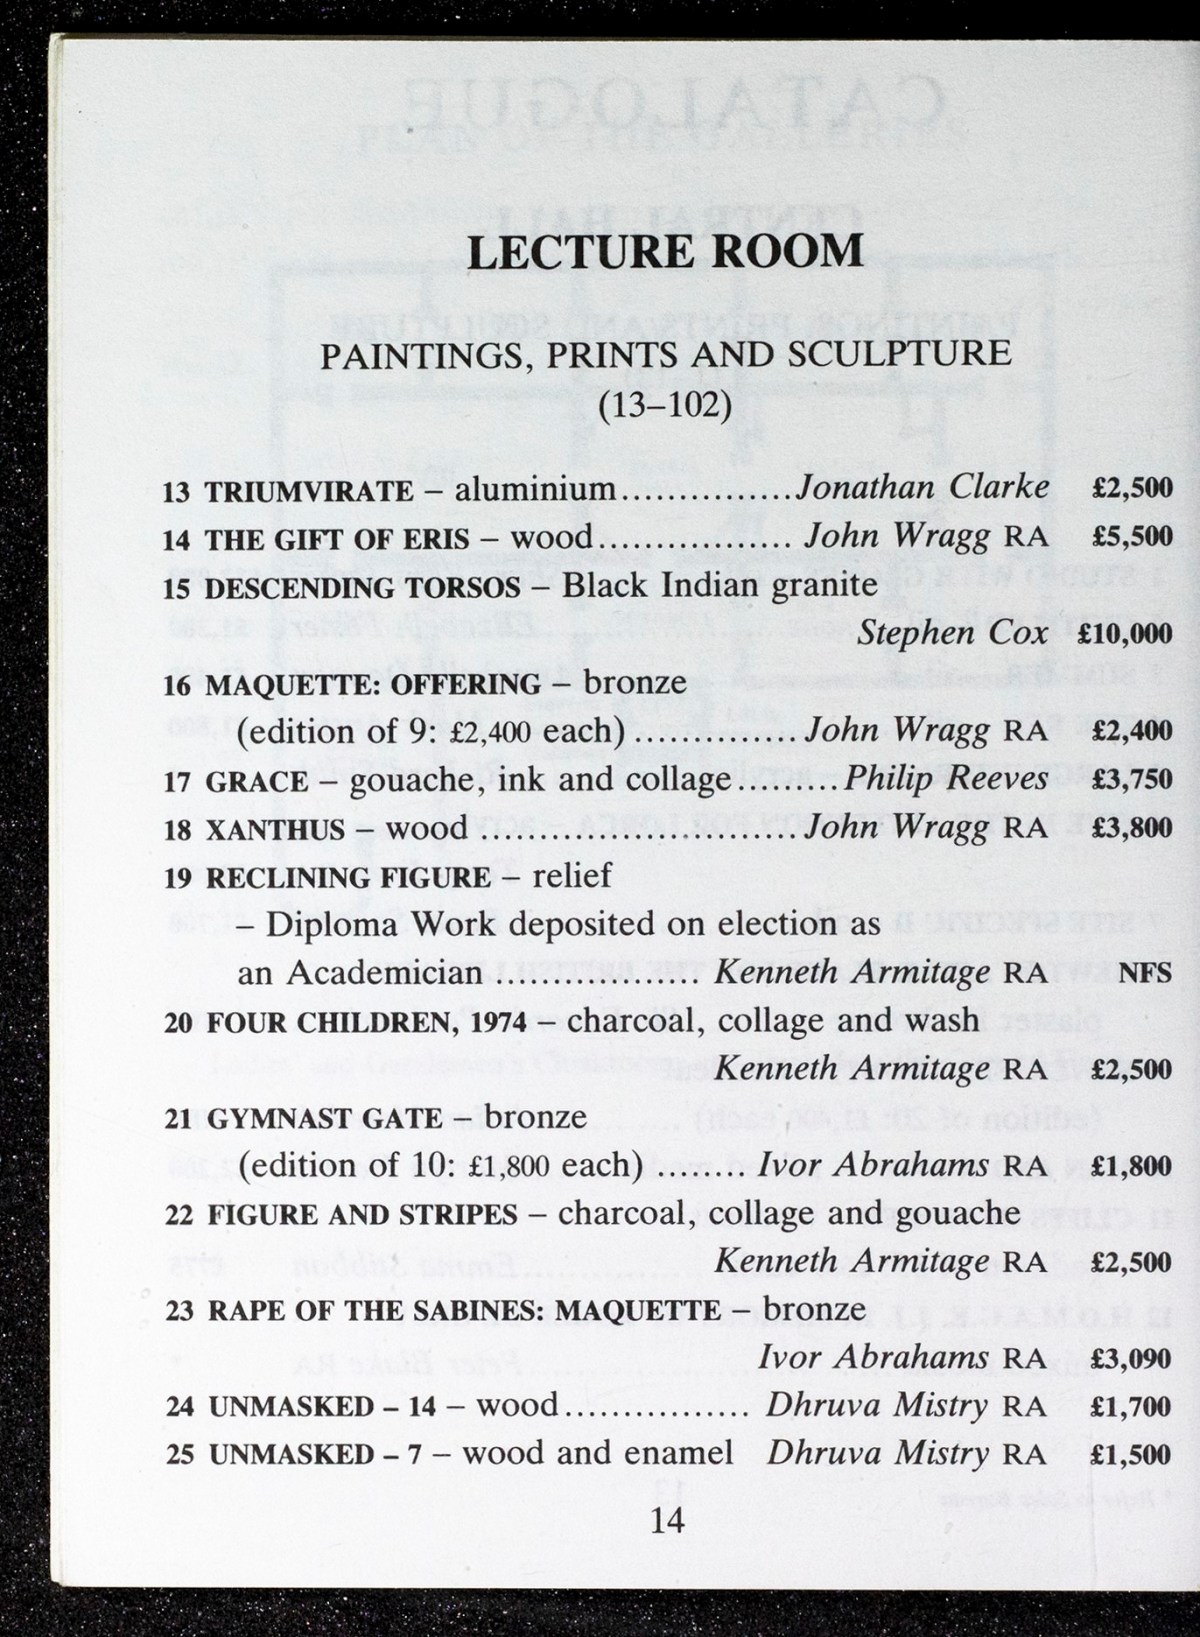 LECTURE ROOM
PAINTINGS, PRINTS AND SCULPTURE
(13–102)
13 TRIUMVIRATE – aluminium...............Jonathan Clarke £2,500
14 THE GIFT OF ERIS – wood................. John Wragg RA £5,500
15 DESCENDING TORSOS – Black Indian granite
Stephen Cox £10,000
16 MAQUETTE: OFFERING – bronze
(edition of 9: £2,400 each)..............John Wragg RA £2,400
17 GRACE – gouache, ink and collage.........Philip Reeves £3,750
18 XANTHUS – wood ............................John Wragg RA £3,800
19 RECLINING FIGURE – relief
– Diploma Work deposited on election as
an Academician .................. Kenneth Armitage RA NFS
20 FOUR CHILDREN, 1974 – charcoal, collage and wash
Kenneth Armitage RA £2,500
21 GYMNAST GATE – bronze
(edition of 10: £1,800 each) ........ Ivor Abrahams RA £1,800
22 FIGURE AND STRIPES – charcoal, collage and gouache
Kenneth Armitage RA £2,500
23 RAPE OF THE SABINES: MAQUETTE – bronze
Ivor Abrahams RA £3,090
24 UNMASKED – 14 – wood................ Dhruva Mistry RA £1,700
25 UNMASKED – 7 – wood and enamel Dhruva Mistry RA £1,500
14